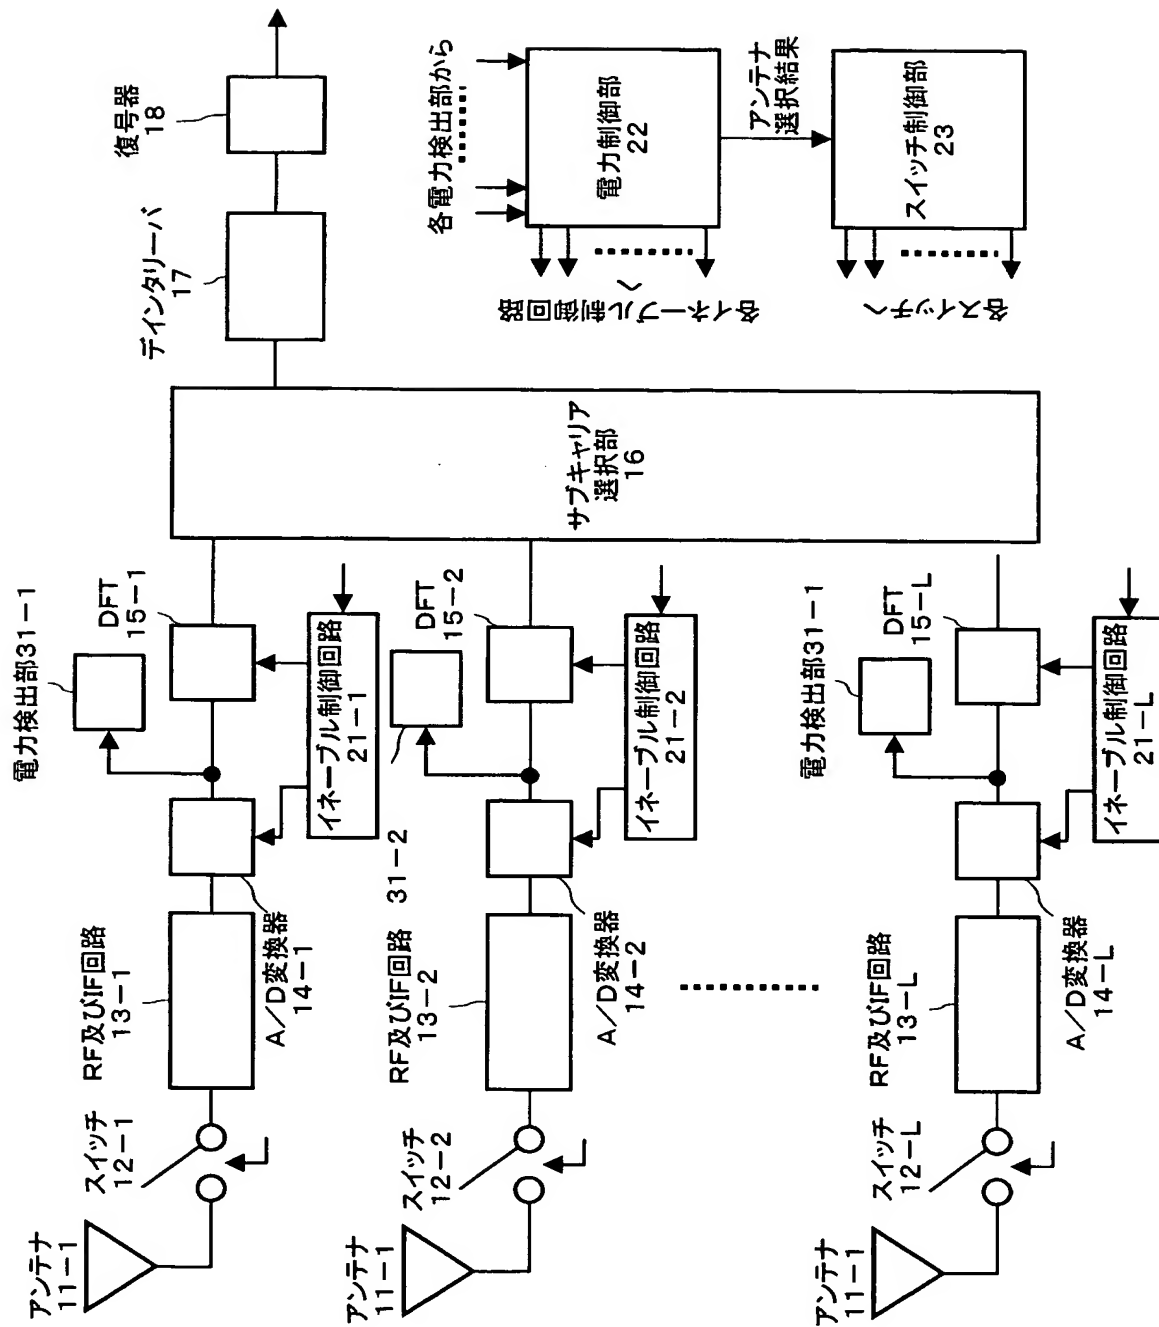 アンテナ
11-1
スイッチ
12-1
RF及びIF回路
13-1
A/D変換器
14-1
電力検出部31-1
DFT
15-1
イネーブル制御回路
21-1
アンテナ
11-1
スイッチ
12-2
RF及びIF回路
13-2
A/D変換器
14-2
31-2
DFT
15-2
イネーブル制御回路
21-2
アンテナ
11-1
スイッチ
12-L
RF及びIF回路
13-L
A/D変換器
14-L
電力検出部31-1
DFT
15-L
イネーブル制御回路
21-L
サブキャリア
選択部
16
デインタリーバ
17
復号器
18
各電力検出部から
電力制御部
22
各イネーブル制御回路
へ
アンテナ
選択結果
スイッチ制御部
23
各スイッチへ